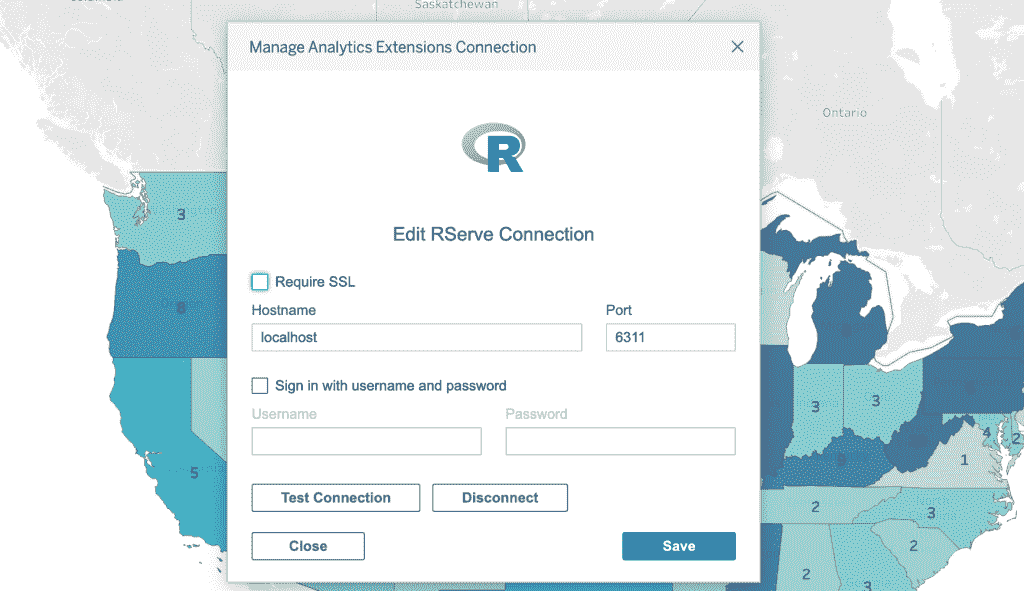 Saskatchewan
Manage Analytics Extensions Connection
Ontario
R
3
Edit RServe Connection
Require SSL
Hostname
Port
localhost
6311
Sign in with username and password
Username
Password
3
3
4
2
5
1
Test Connection
Disconnect
2
3
Close
Save
2
2
3